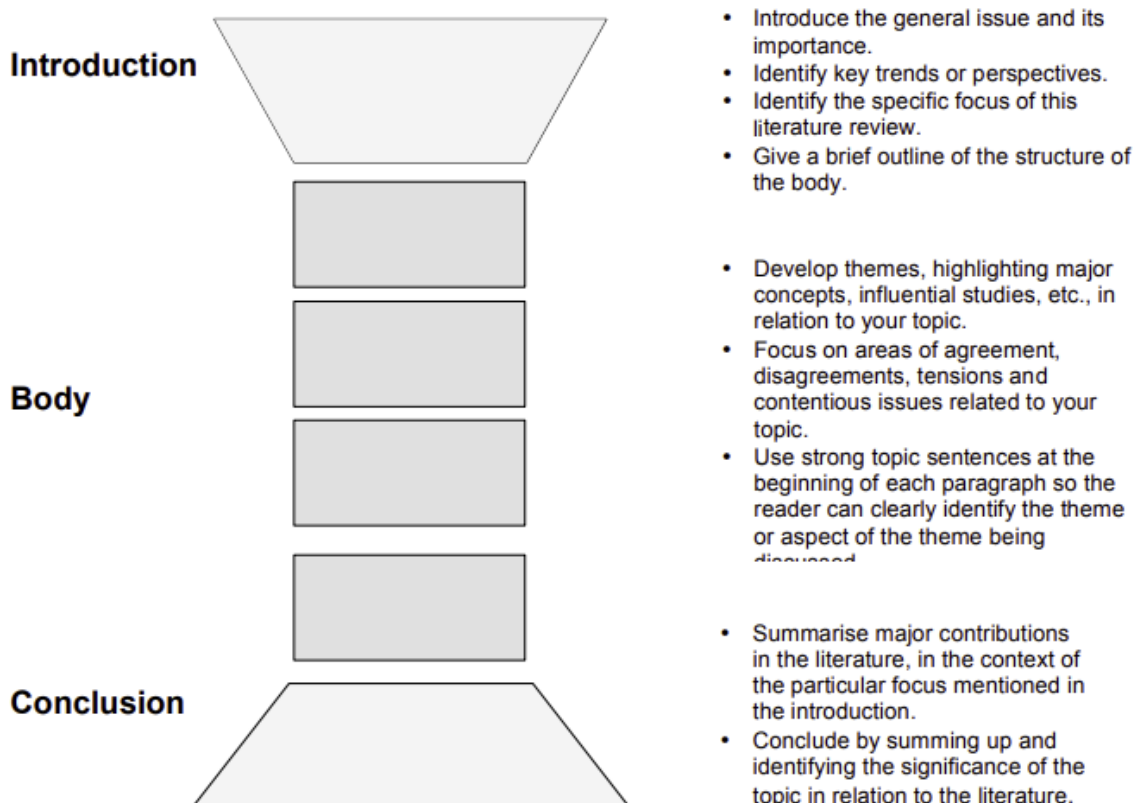 Introduction
• Introduce the general issue and its
importance.
• Identify key trends or perspectives.
• Identify the specific focus of this
literature review.
• Give a brief outline of the structure of
the body.
Body
• Develop themes, highlighting major
concepts, influential studies, etc., in
relation to your topic.
• Focus on areas of agreement,
disagreements, tensions and
contentious issues related to your
topic.
• Use strong topic sentences at the
beginning of each paragraph so the
reader can clearly identify the theme
or aspect of the theme being
discussed
Conclusion
• Summarise major contributions
in the literature, in the context of
the particular focus mentioned in
the introduction.
• Conclude by summing up and
identifying the significance of the
topic in relation to the literature.